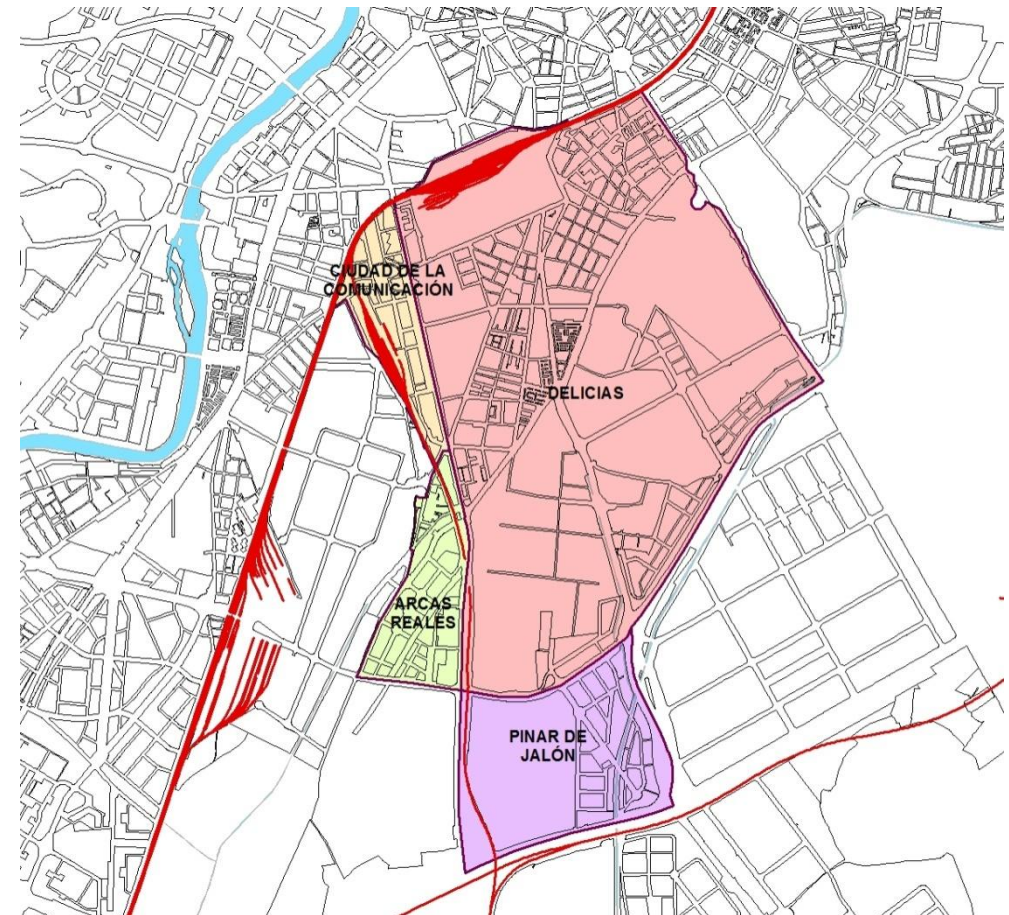 CIUDAD DE LA
COMUNICACIÓN
DELICIAS
ARCAS
REALES
PINAR DE
JALÓN